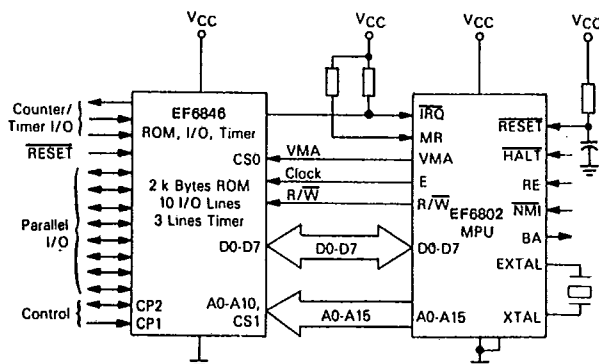 VCC
VCC
VCC
VCC
Counter/
Timer I/O
RESET
Parallel
I/O
Control
EF6846
ROM, I/O, Timer
CS0
2 k Bytes ROM
10 I/O Lines
3 Lines Timer
D0-D7
A0-A10,
CS1
CP2
CP1
VMA
Clock
R/W
D0-D7
A0-A15
IRQ
MR
VMA
E
R/W
EF6802
MPU
D0-D7
A0-A15
RESET
HALT
RE
NMI
BA
EXTAL
XTAL